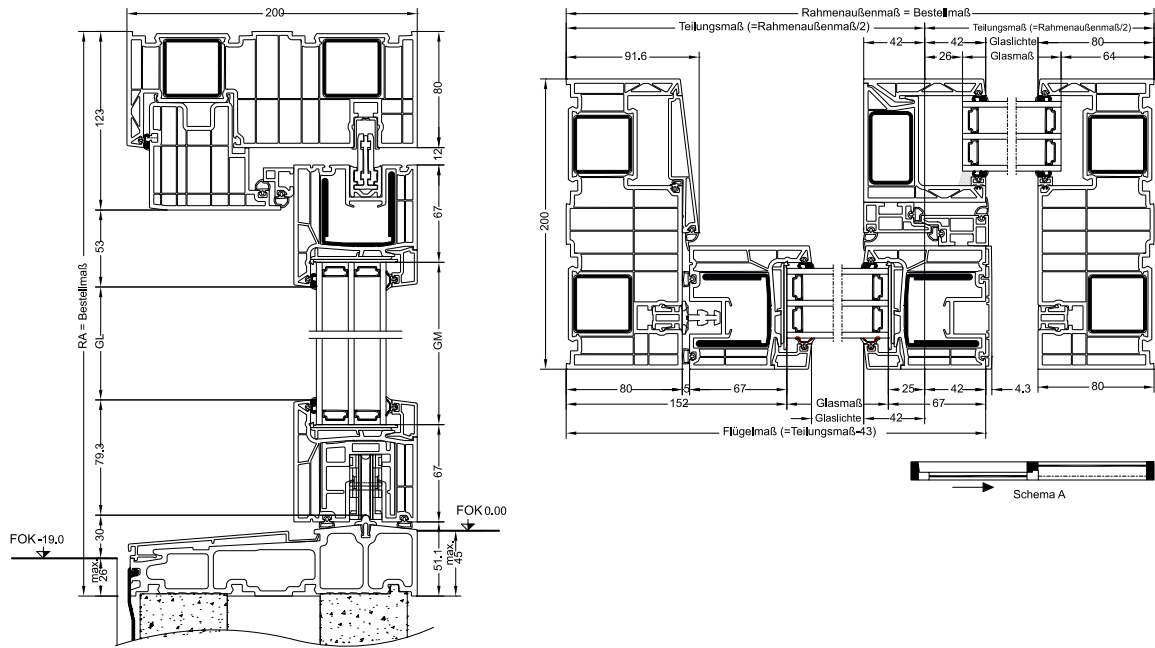 200
RA = Bestellmaß
123
53
GL
79.3
30
max.
26
80
12
67
GM
67
51.1
max.
45
FOK-19.0
FOK 0.00
Rahmenaußenmaß = Bestellmaß
Teilungsmaß (=Rahmenaußenmaß/2)
Teilungsmaß (=Rahmenaußenmaß/2)
42
42
Glaslichte
80
91.6
26
Glasmaß
64
200
80
5
67
25
42
4.3
80
152
Glasmaß
67
Glaslichte
42
Flügelmaß (=Teilungsmaß-43)
Schema A